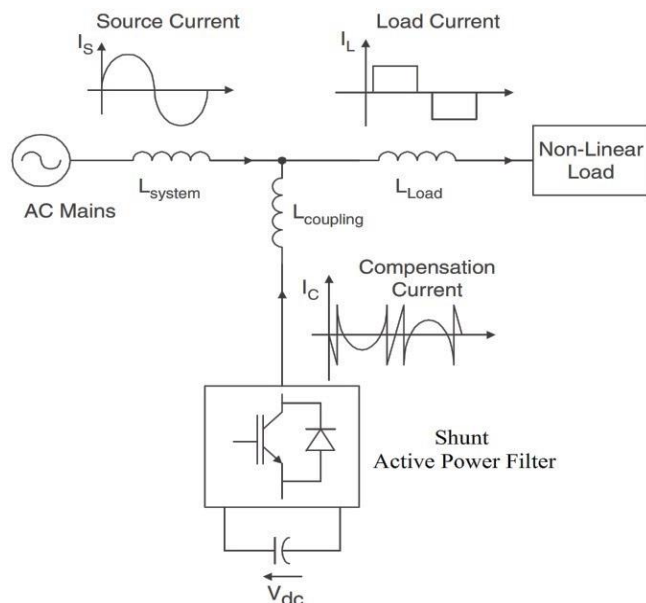 Source Current
I_S
Load Current
I_L
AC Mains
L_system
L_Load
Non-Linear
Load
L_coupling
Compensation
Current
I_C
Shunt
Active Power Filter
V_dc